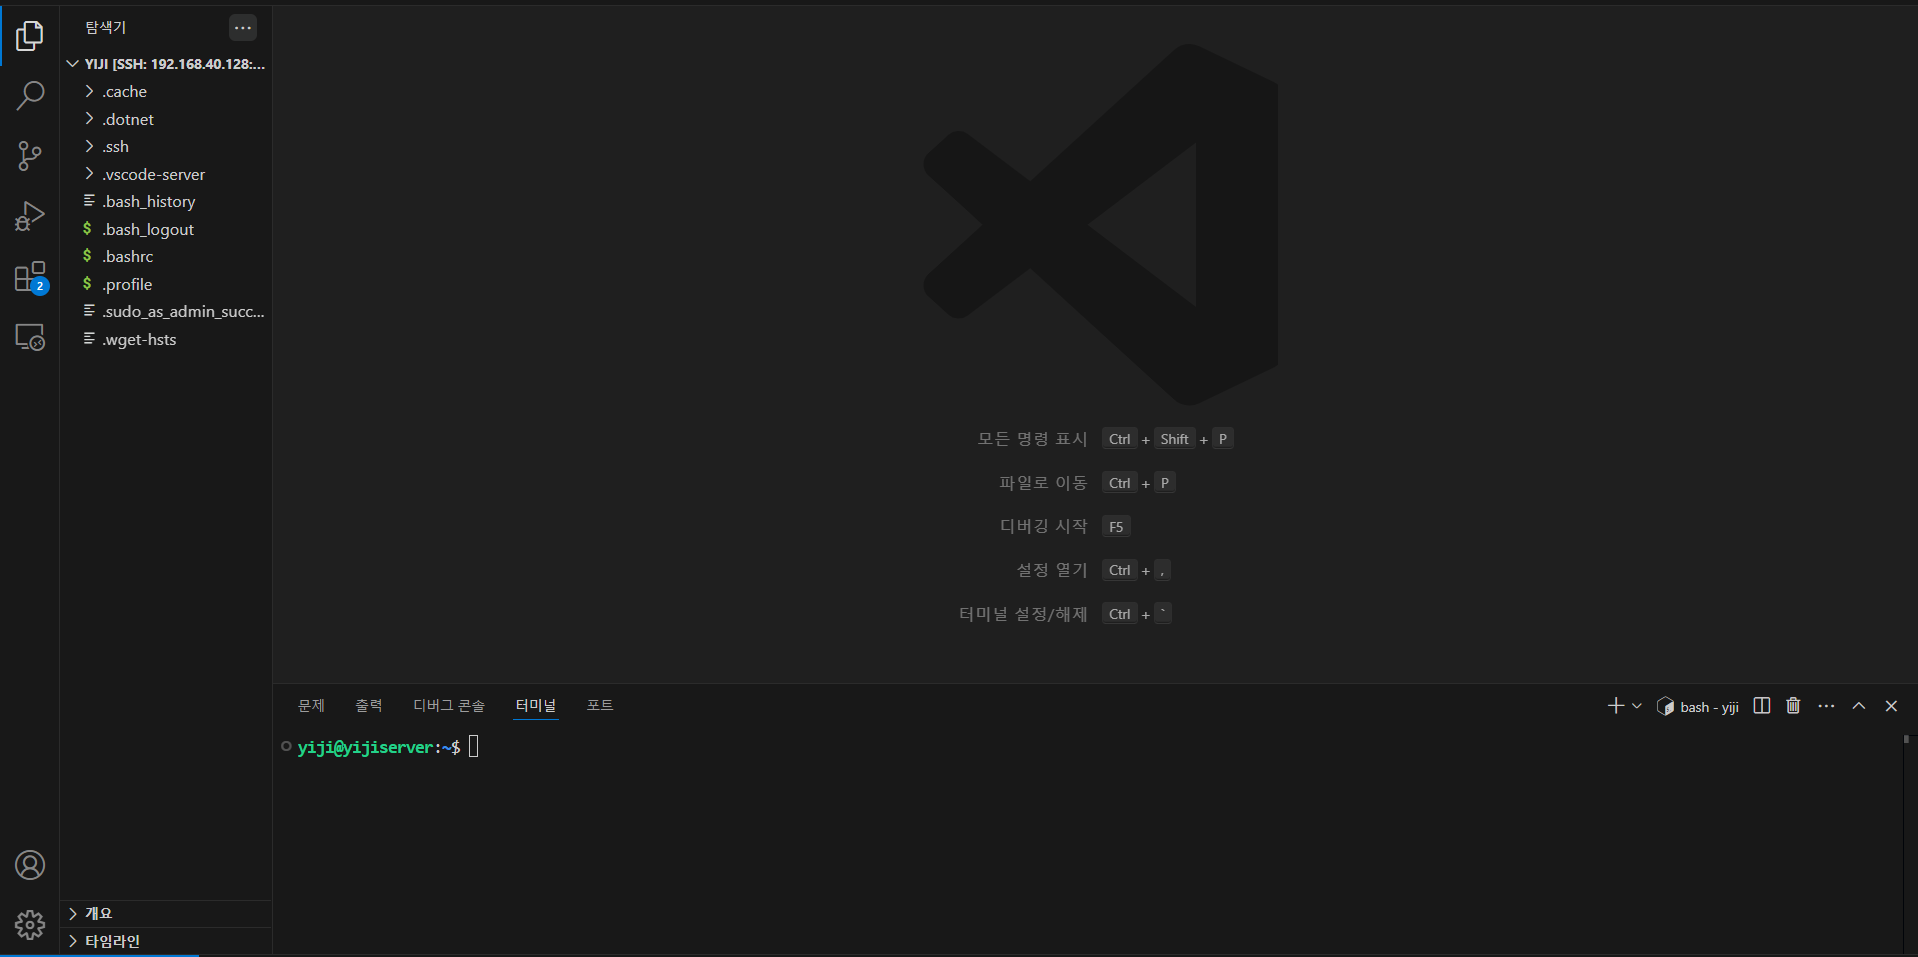 탐색기
YIJI [SSH: 192.168.40.128:...
.cache
.dotnet
.ssh
.vscode-server
.bash_history
$ .bash_logout
$ .bashrc
$ .profile
.sudo_as_admin_succ...
.wget-hsts
2
개요
타임라인
모든 명령 표시 Ctrl + Shift + P
파일로 이동 Ctrl + P
디버깅 시작 F5
설정 열기 Ctrl + ,
터미널 설정/해제 Ctrl + `
문제 출력 디버그 콘솔 터미널 포트
bash - yiji
yiji@yijiserver:~$